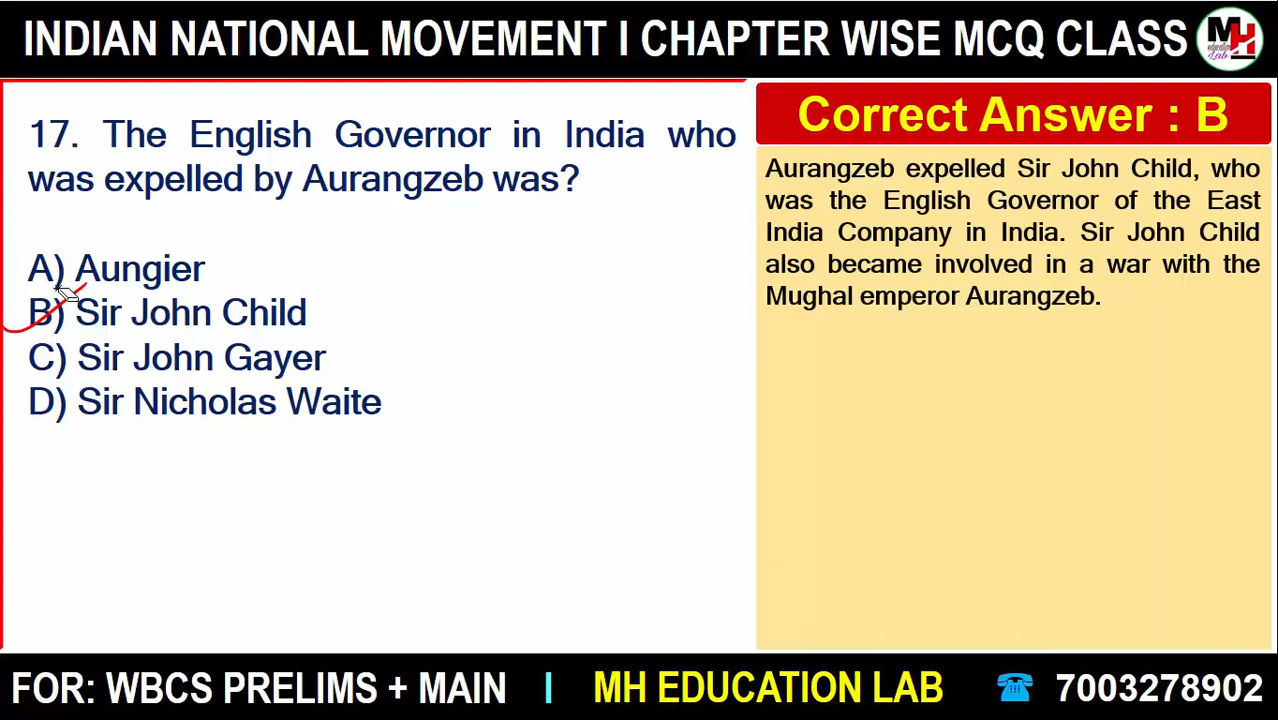 INDIAN NATIONAL MOVEMENT I CHAPTER WISE MCQ CLASS
MH
education
Lab
17. The English Governor in India who
was expelled by Aurangzeb was?
A) Aungier
B) Sir John Child
C) Sir John Gayer
D) Sir Nicholas Waite
Correct Answer : B
Aurangzeb expelled Sir John Child, who
was the English Governor of the East
India Company in India. Sir John Child
also became involved in a war with the
Mughal emperor Aurangzeb.
FOR: WBCS PRELIMS + MAIN I MH EDUCATION LAB ☎ 7003278902